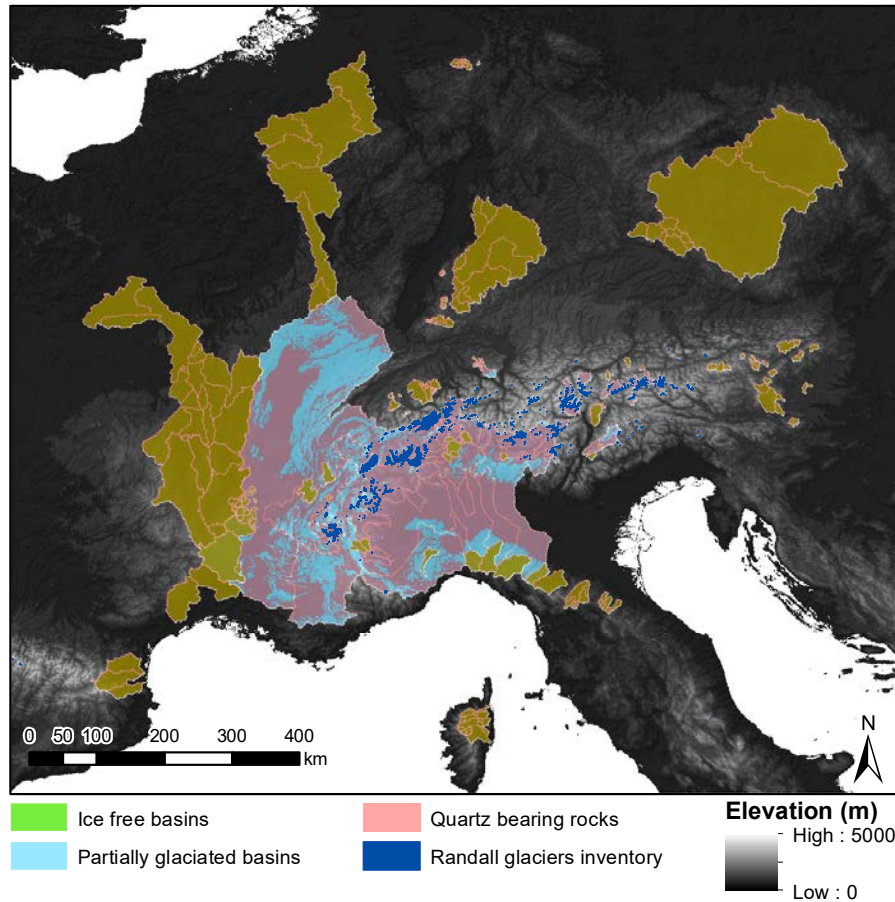 N
0 50 100 200 300 400
km
Ice free basins
Quartz bearing rocks
Partially glaciated basins
Randall glaciers inventory
Elevation (m)
High : 5000
Low : 0